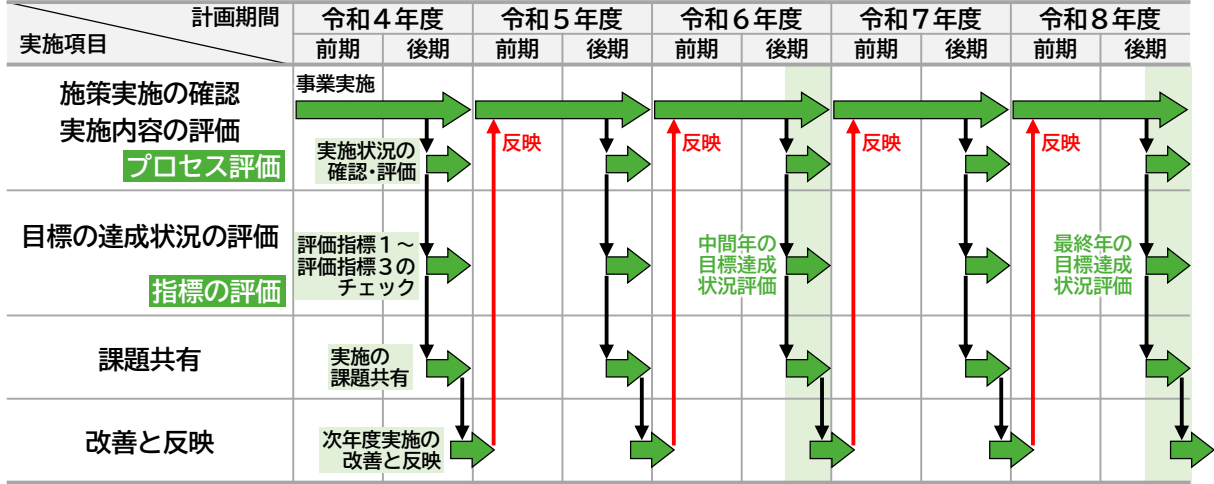 計画期間
実施項目
令和4年度 令和5年度 令和6年度 令和7年度 令和8年度
前期 後期 前期 後期 前期 後期 前期 後期 前期 後期
施策実施の確認
実施内容の評価
プロセス評価
事業実施
実施状況の
確認・評価
反映 反映 反映 反映
目標の達成状況の評価
指標の評価
評価指標1～
評価指標3の
チェック
中間年の
目標達成
状況評価
最終年の
目標達成
状況評価
課題共有
実施の
課題共有
改善と反映
次年度実施の
改善と反映